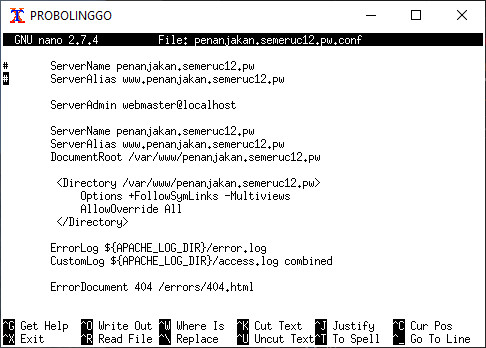 PROBOLINGGO
GNU nano 2.7.4 File: penanjakan.semeruc12.pw.conf
# ServerName penanjakan.semeruc12.pw
# ServerAlias www.penanjakan.semeruc12.pw
ServerAdmin webmaster@localhost
ServerName penanjakan.semeruc12.pw
ServerAlias www.penanjakan.semeruc12.pw
DocumentRoot /var/www/penanjakan.semeruc12.pw
<Directory /var/www/penanjakan.semeruc12.pw>
Options +FollowSymLinks -Multiviews
AllowOverride All
</Directory>
ErrorLog ${APACHE_LOG_DIR}/error.log
CustomLog ${APACHE_LOG_DIR}/access.log combined
ErrorDocument 404 /errors/404.html
^G Get Help ^O Write Out ^W Where Is ^K Cut Text ^J Justify ^C Cur Pos
^X Exit ^R Read File ^\ Replace ^U Uncut Text ^T To Spell ^_ Go To Line